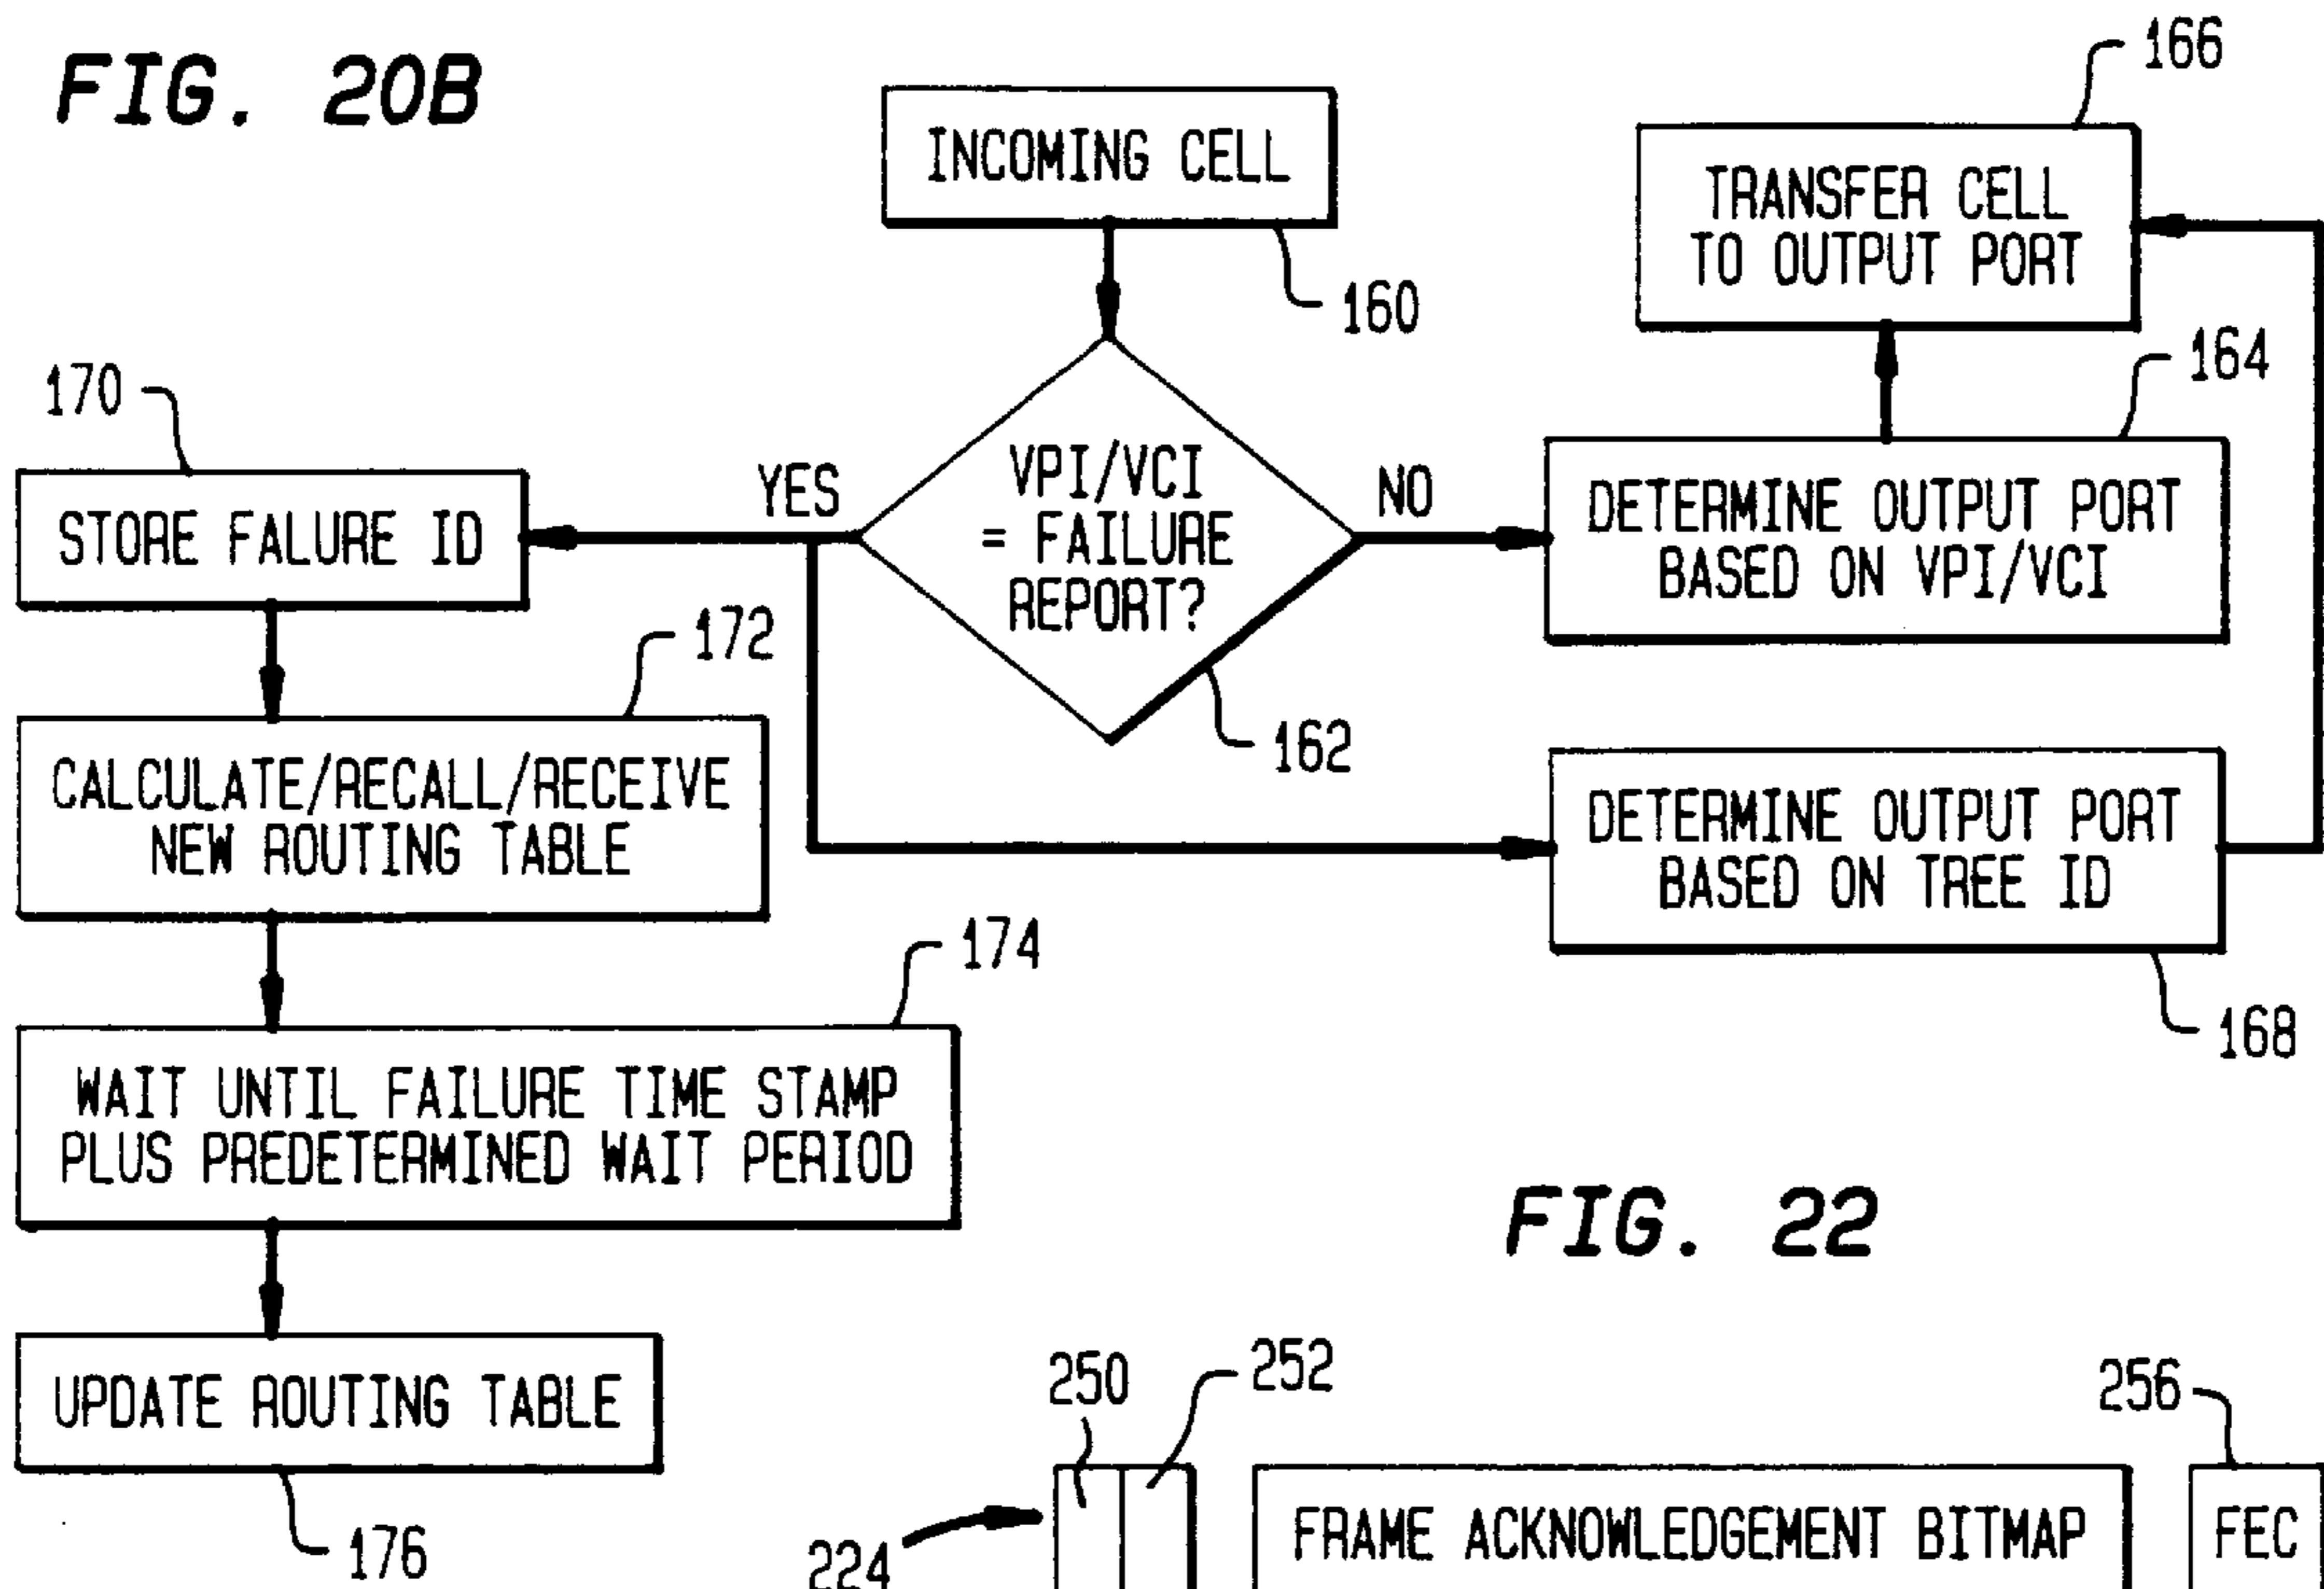 FIG. 20B
INCOMING CELL
160
166
TRANSFER CELL
TO OUTPUT PORT
164
170
STORE FALURE ID
YES
VPI/VCI
= FAILURE
REPORT?
NO
DETERMINE OUTPUT PORT
BASED ON VPI/VCI
162
172
CALCULATE/RECALL/RECEIVE
NEW ROUTING TABLE
DETERMINE OUTPUT PORT
BASED ON TREE ID
168
174
WAIT UNTIL FAILURE TIME STAMP
PLUS PREDETERMINED WAIT PERIOD
UPDATE ROUTING TABLE
176
FIG. 22
250
252
256
224
FRAME ACKNOWLEDGEMENT BITMAP
FEC